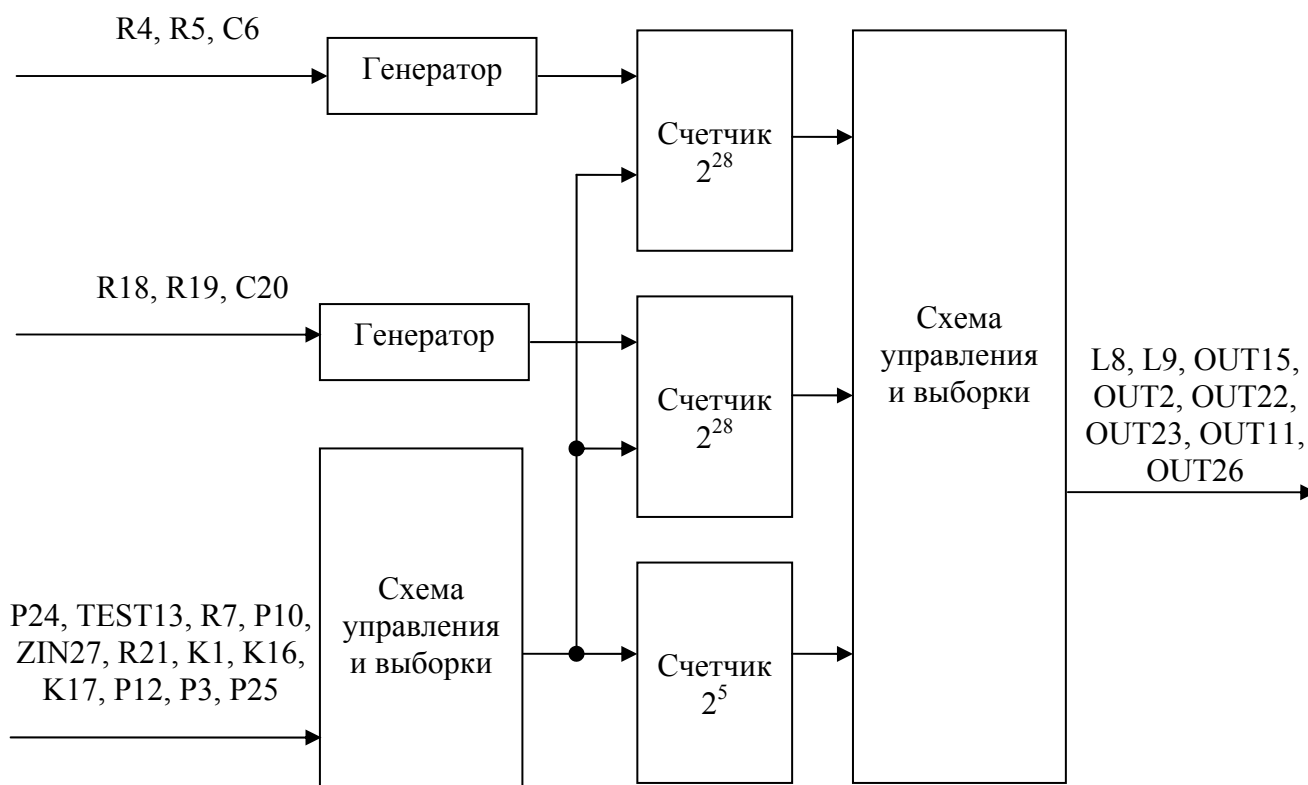 R4, R5, C6
Генератор
Счетчик
2^28
R18, R19, C20
Генератор
Счетчик
2^28
Схема
управления
и выборки
L8, L9, OUT15,
OUT2, OUT22,
OUT23, OUT11,
OUT26
P24, TEST13, R7, P10,
ZIN27, R21, K1, K16,
K17, P12, P3, P25
Схема
управления
и выборки
Счетчик
2^5